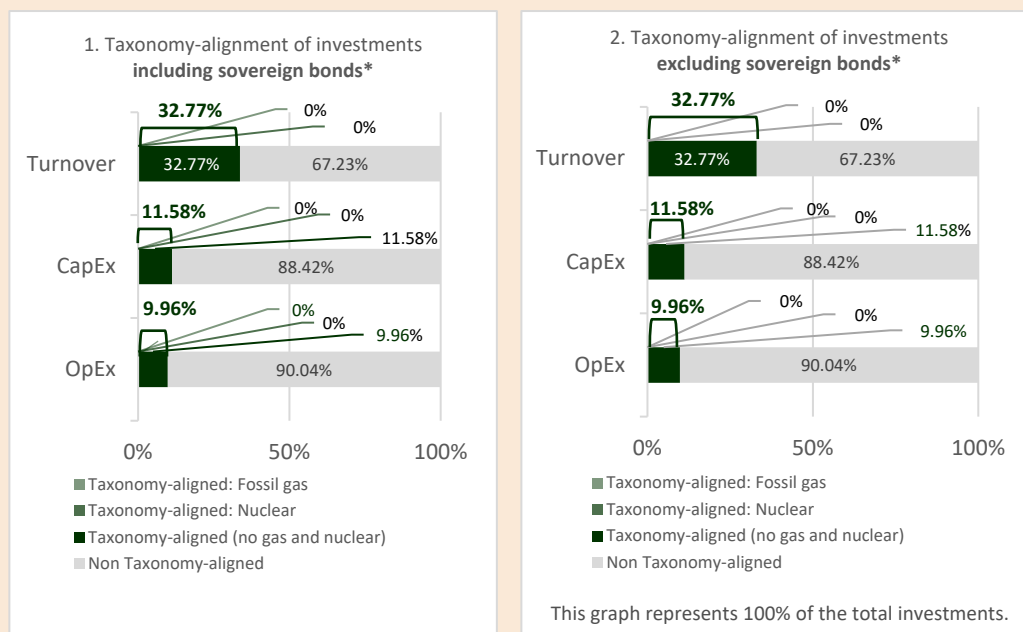 1. Taxonomy-alignment of investments
including sovereign bonds*
32.77%
0%
0%
Turnover
32.77%
67.23%
11.58%
0%
0%
11.58%
CapEx
88.42%
9.96%
0%
0%
9.96%
OpEx
90.04%
0%
50%
100%
Taxonomy-aligned: Fossil gas
Taxonomy-aligned: Nuclear
Taxonomy-aligned (no gas and nuclear)
Non Taxonomy-aligned
2. Taxonomy-alignment of investments
excluding sovereign bonds*
32.77%
0%
0%
Turnover
32.77%
67.23%
11.58%
0%
0%
11.58%
CapEx
88.42%
9.96%
0%
0%
9.96%
OpEx
90.04%
0%
50%
100%
Taxonomy-aligned: Fossil gas
Taxonomy-aligned: Nuclear
Taxonomy-aligned (no gas and nuclear)
Non Taxonomy-aligned
This graph represents 100% of the total investments.